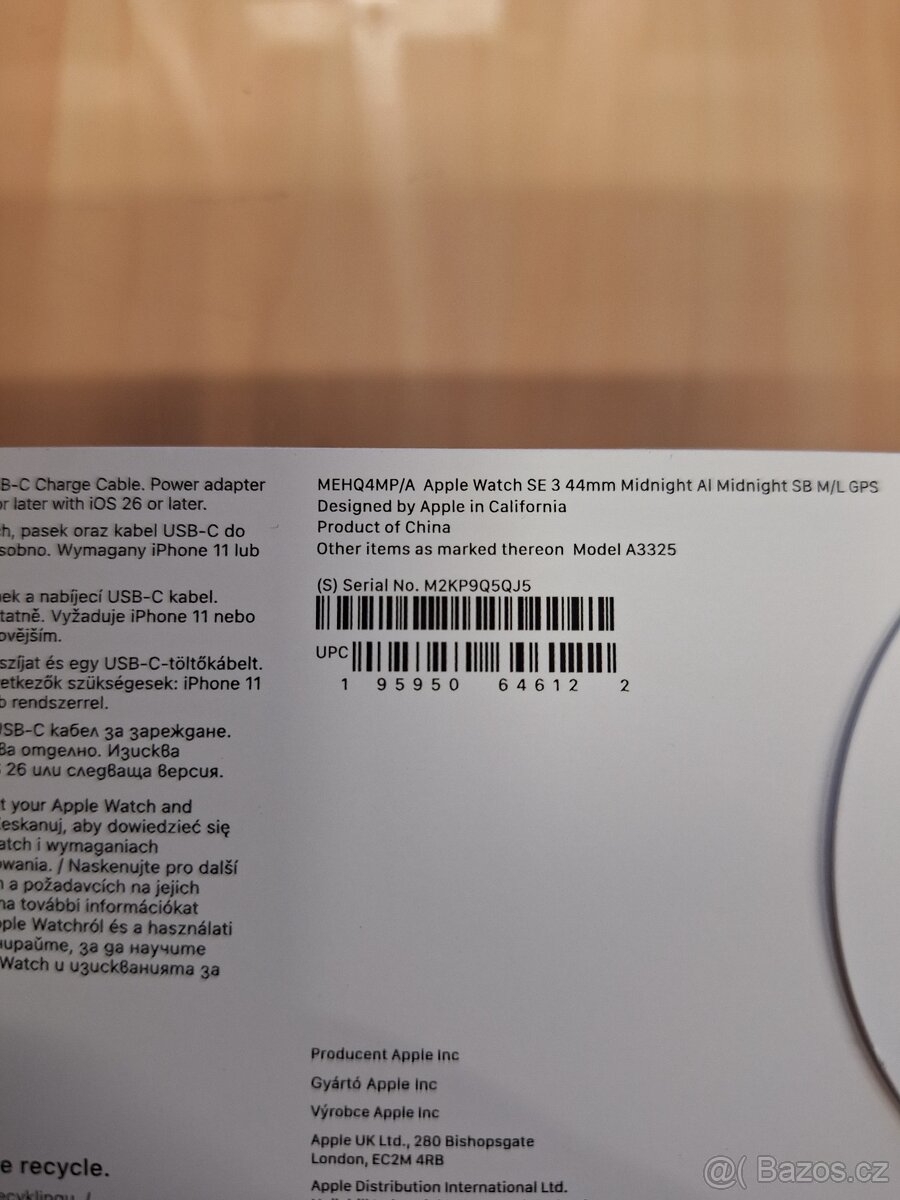 B-C Charge Cable. Power adapter
or later with iOS 26 or later.
ch, pasek oraz kabel USB-C do
sobno. Wymagany iPhone 11 lub
ek a nabíjecí USB-C kabel.
tatně. Vyžaduje iPhone 11 nebo
ovějším.
szíjat és egy USB-C-töltőkábelt.
etkezők szükségesek: iPhone 11
b rendszerrel.
USB-C кабел за зареждане.
ва отделно. Изисква
26 или следваща версия.
t your Apple Watch and
eskanuj, aby dowiedzieć się
atch i wymaganiach
owania. / Naskenujte pro další
h a požadavcích na jejich
na további információkat
pple Watchról és a használati
нирайте, за да научите
Watch и изискванията за
e recycle.
MEHQ4MP/A Apple Watch SE 3 44mm Midnight Al Midnight SB M/L GPS
Designed by Apple in California
Product of China
Other items as marked thereon Model A3325
(S) Serial No. M2KP9Q5QJ5
UPC
1 95950 64612 2
Producent Apple Inc
Gyártó Apple Inc
Výrobce Apple Inc
Apple UK Ltd., 280 Bishopsgate
London, EC2M 4RB
Apple Distribution International Ltd.
@( Bazos.cz